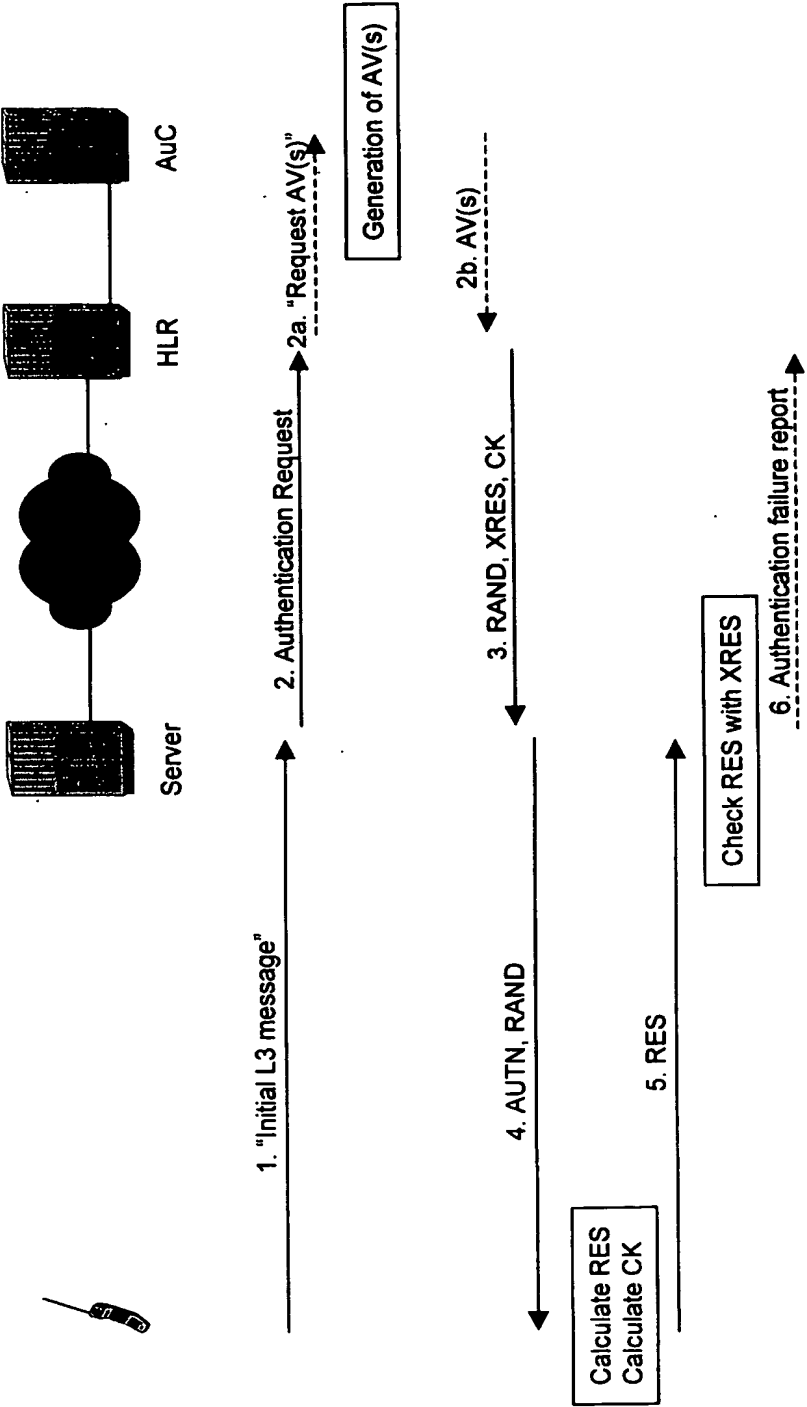 Server
HLR
AuC
1. "Initial L3 message"
2. Authentication Request
2a. "Request AV(s)"
Generation of AV(s)
2b. AV(s)
3. RAND, XRES, CK
4. AUTN, RAND
Calculate RES
Calculate CK
5. RES
Check RES with XRES
6. Authentication failure report